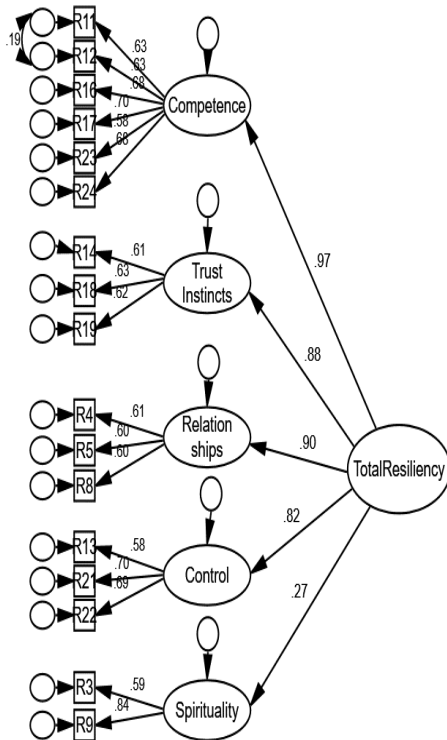 .19
R11
R12
R16
R17
R23
R24
.63
.63
.68
.70
.58
.68
Competence
.97
R14
R18
R19
.61
.63
.62
Trust
Instincts
.88
R4
R5
R8
.61
.60
.60
Relation
ships
.90
TotalResiliency
R13
R21
R22
.58
.70
.69
Control
.82
R3
R9
.59
.84
Spirituality
.27